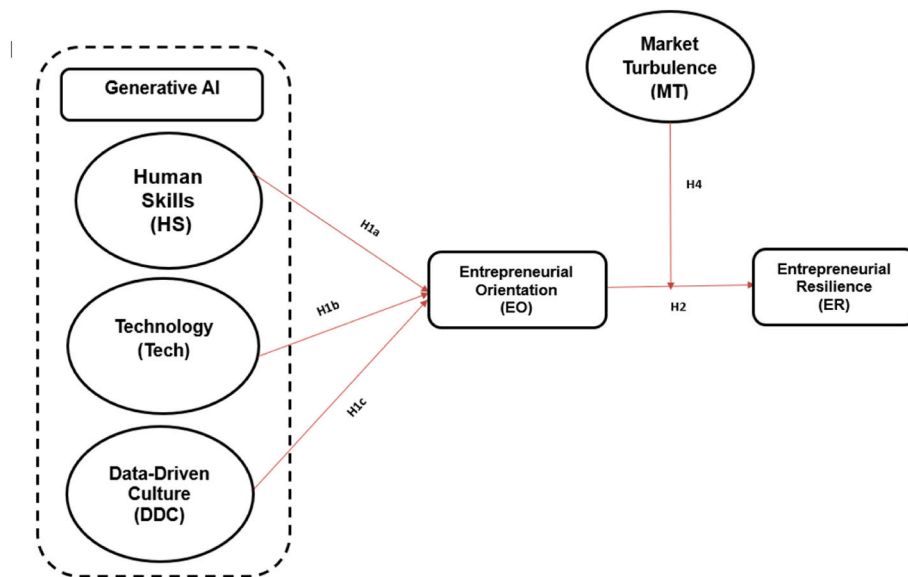 Generative AI
Human
Skills
(HS)
Technology
(Tech)
Data-Driven
Culture
(DDC)
H1a
H1b
H1c
Entrepreneurial
Orientation
(EO)
Market
Turbulence
(MT)
H4
H2
Entrepreneurial
Resilience
(ER)